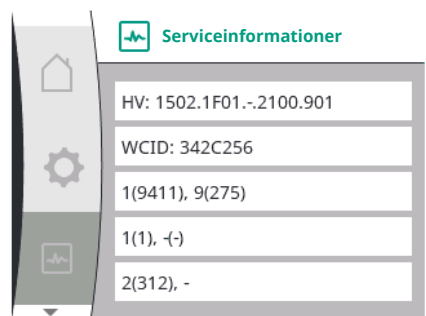 Serviceinformationer
HV: 1502.1F01.-.2100.901
WCID: 342C256
1(9411), 9(275)
1(1), -(-)
2(312), -